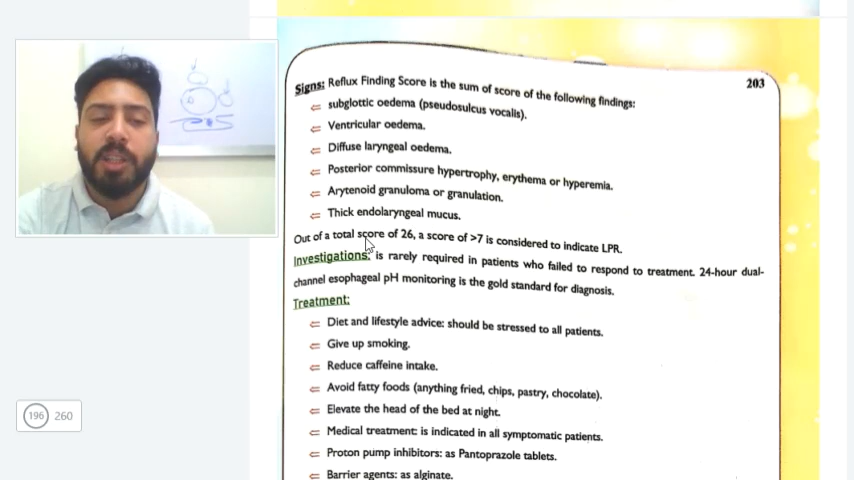 203
Signs: Reflux Finding Score is the sum of score of the following findings:
⇐ subglottic oedema (pseudosulcus vocalis).
⇐ Ventricular oedema.
⇐ Diffuse laryngeal oedema.
⇐ Posterior commissure hypertrophy, erythema or hyperemia.
⇐ Arytenoid granuloma or granulation.
⇐ Thick endolaryngeal mucus.
Out of a total score of 26, a score of >7 is considered to indicate LPR.
Investigations: is rarely required in patients who failed to respond to treatment. 24-hour dual-
channel esophageal pH monitoring is the gold standard for diagnosis.
Treatment:
⇐ Diet and lifestyle advice: should be stressed to all patients.
⇐ Give up smoking.
⇐ Reduce caffeine intake.
⇐ Avoid fatty foods (anything fried, chips, pastry, chocolate).
⇐ Elevate the head of the bed at night.
⇐ Medical treatment: is indicated in all symptomatic patients.
⇐ Proton pump inhibitors: as Pantoprazole tablets.
⇐ Barrier agents: as alginate.
196 260